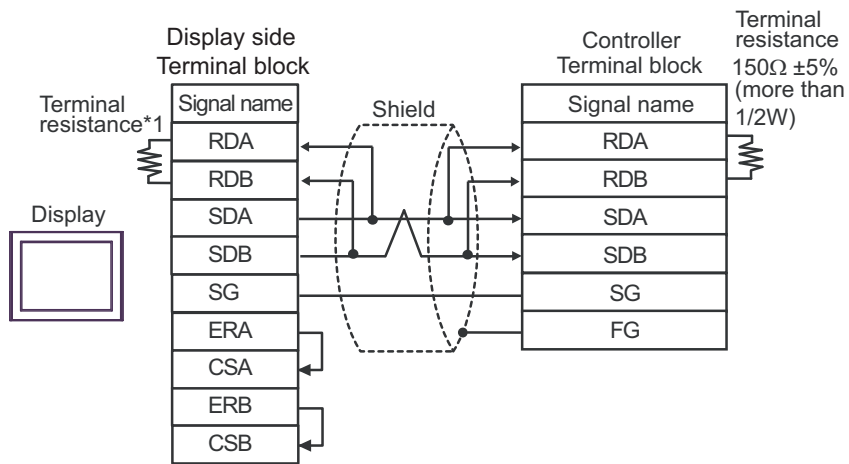 Display side
Terminal block
Controller
Terminal block
Terminal
resistance
150Ω ±5%
(more than
1/2W)
Terminal
resistance*1
Shield
Display
Signal name
RDA
RDB
SDA
SDB
SG
ERA
CSA
ERB
CSB
Signal name
RDA
RDB
SDA
SDB
SG
FG